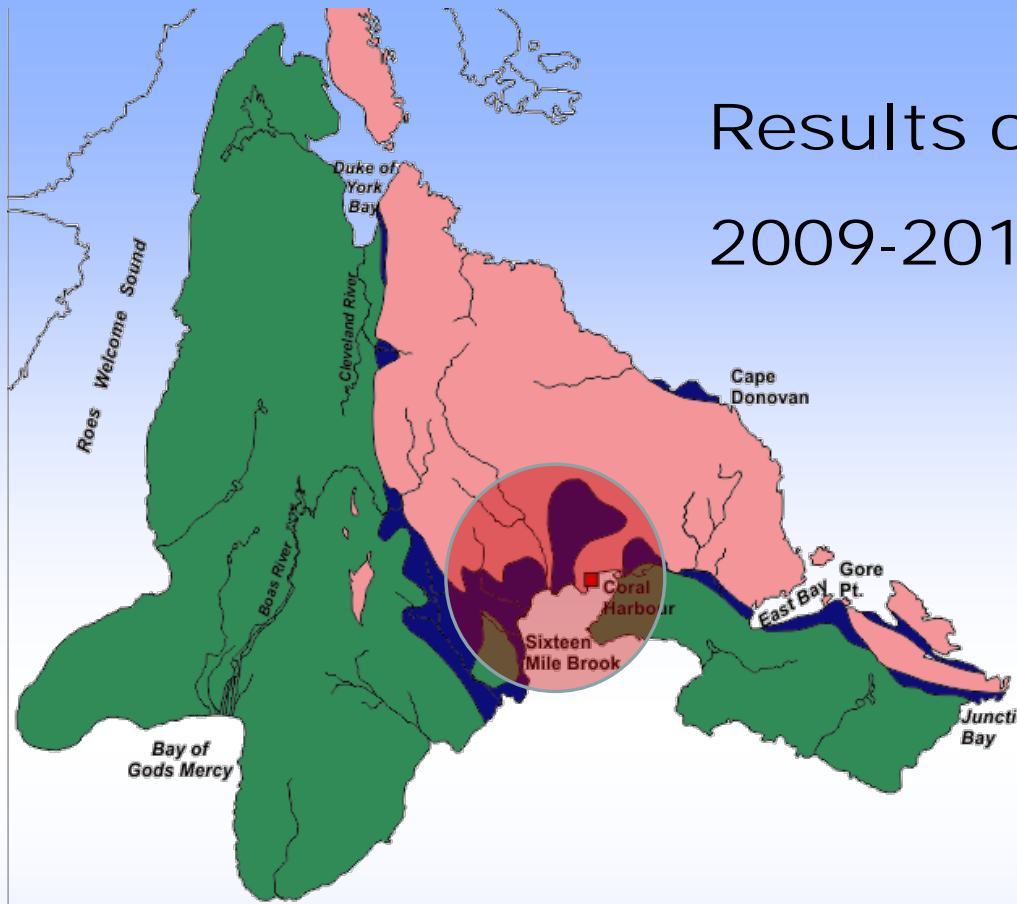 Results o
2009-201
Duke of
York
Bay
Roes Welcome Sound
Cleveland River
Cape
Donovan
Boas River
Coral
Harbour
Gore
Pt.
East Bay
Sixteen
Mile Brook
Juncti
Bay
Bay of
Gods Mercy